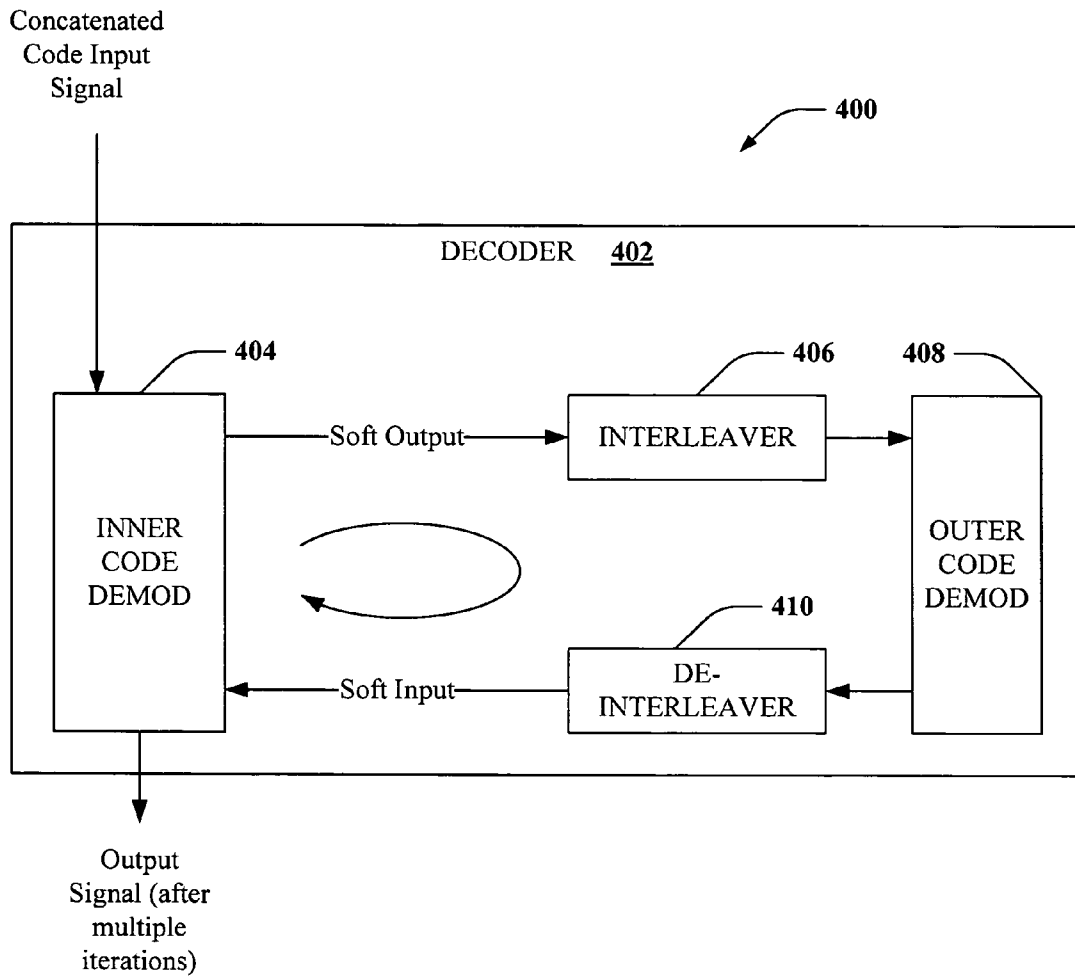 Concatenated
Code Input
Signal
400
DECODER 402
404
406
408
Soft Output
INTERLEAVER
INNER
CODE
DEMOD
OUTER
CODE
DEMOD
410
Soft Input
DE-
INTERLEAVER
Output
Signal (after
multiple
iterations)